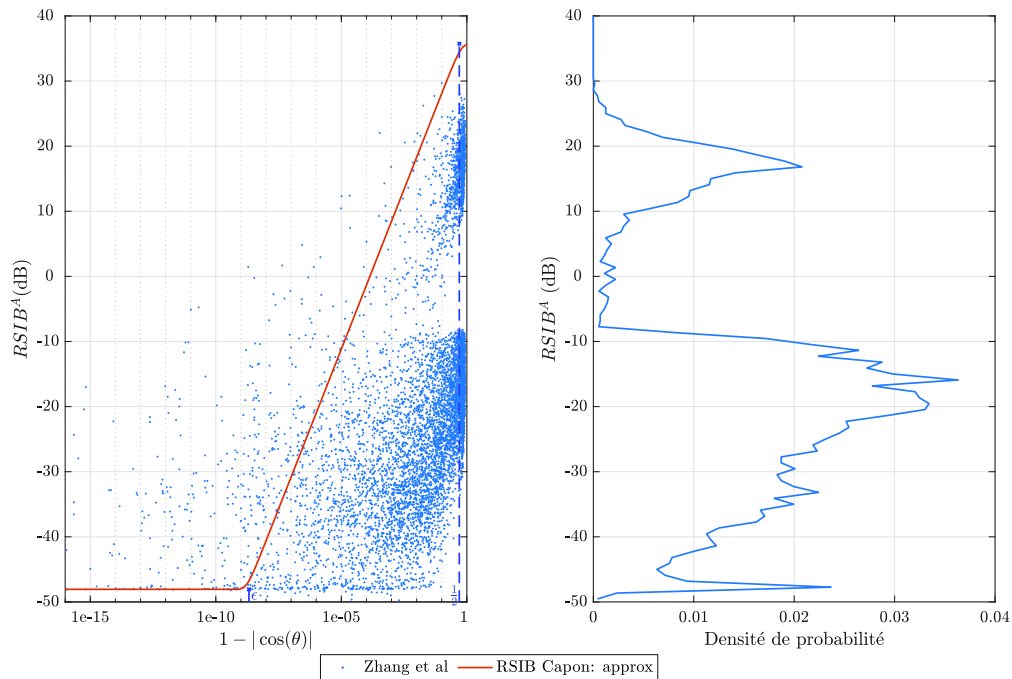 40
30
20
10
0
-10
-20
-30
-40
-50
RSIB^A(dB)
1e-15
1e-10
1e-05
1
ϵ
1/2
1 − | cos(θ)|
40
30
20
10
0
-10
-20
-30
-40
-50
RSIB^A (dB)
0
0.01
0.02
0.03
0.04
Densité de probabilité
Zhang et al
RSIB Capon: approx